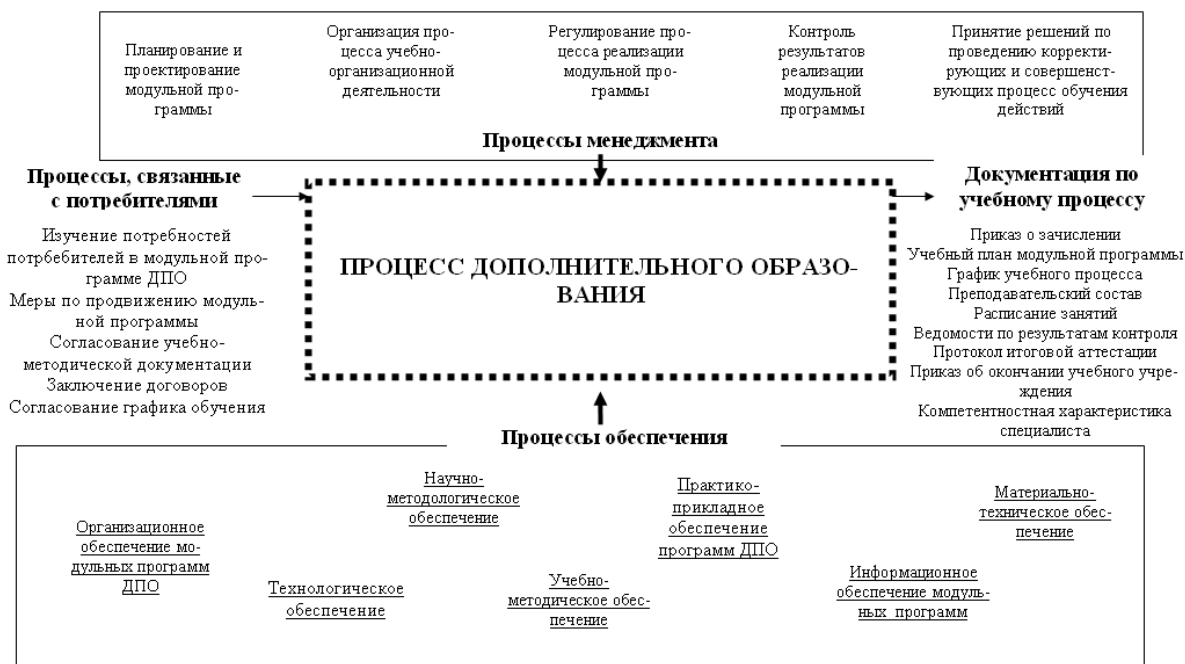 Планирование и
проектирование
модульной про-
граммы
Организация про-
цесса учебно-
организационной
деятельности
Регулирование про-
цесса реализации
модульной про-
граммы
Контроль
результатов
реализации
модульной
программы
Принятие решений по
проведению корректи-
ирующих и совершенст-
вующих процесс обучения
действий
Процессы менеджмента
Процессы, связанные
с потребителями
Изучение потребностей
потрбебителей в модульной про-
грамме ДПО
Меры по продвижению модуль-
ной программы
Согласование учебно-
методической документации
Заключение договоров
Согласование графика обучения
ПРОЦЕСС ДОПОЛНИТЕЛЬНОГО ОБРАЗО-
ВАНИЯ
Документация по
учебному процессу
Приказ о зачислении
Учебный план модульной программы
График учебного процесса
Преподавательский состав
Расписание занятий
Ведомости по результатам контроля
Протокол итоговой аттестации
Приказ об окончании учебного учре-
ждения
Компетентностная характеристика
специалиста
Процессы обеспечения
Организационное
обеспечение мо-
дульных программ
ДПО
Научно-
методологическое
обеспечение
Технологическое
обеспечение
Учебно-
методическое обес-
печение
Практико-
прикладное
обеспечение
программ ДПО
Информационное
обеспечение модуль-
ных программ
Материально-
техническое обес-
печение